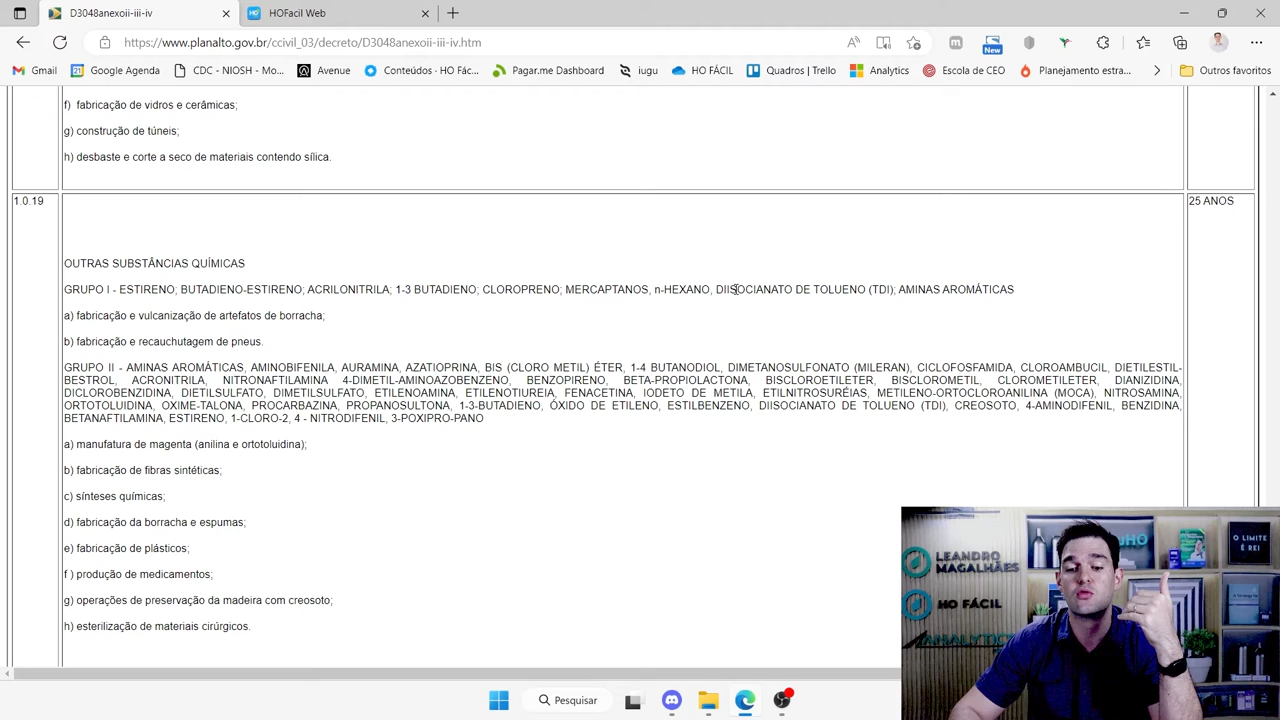 D3048anexoii-iii-iv
HOFacil Web
https://www.planalto.gov.br/ccivil_03/decreto/D3048anexoii-iii-iv.htm
New
Gmail
Google Agenda
CDC - NIOSH - Mo...
Avenue
Conteúdos - HO Fác...
Pagar.me Dashboard
iugu
HO FÁCIL
Quadros | Trello
Analytics
Escola de CEO
Planejamento estra...
Outros favoritos
f) fabricação de vidros e cerâmicas;
g) construção de túneis;
h) desbaste e corte a seco de materiais contendo sílica.
1.0.19
25 ANOS
OUTRAS SUBSTÂNCIAS QUÍMICAS
GRUPO I - ESTIRENO; BUTADIENO-ESTIRENO; ACRILONITRILA; 1-3 BUTADIENO; CLOROPRENO; MERCAPTANOS, n-HEXANO, DIISOCIANATO DE TOLUENO (TDI); AMINAS AROMÁTICAS
a) fabricação e vulcanização de artefatos de borracha;
b) fabricação e recauchutagem de pneus.
GRUPO II - AMINAS AROMÁTICAS, AMINOBIFENILA, AURAMINA, AZATIOPRINA, BIS (CLORO METIL) ÉTER, 1-4 BUTANODIOL, DIMETANOSULFONATO (MILERAN), CICLOFOSFAMIDA, CLOROAMBUCIL, DIETILESTIL-
BESTROL, ACRONITRILA, NITRONAFTILAMINA 4-DIMETIL-AMINOAZOBENZENO, BENZOPIRENO, BETA-PROPIOLACTONA, BISCLOROETILETER, BISCLOROMETIL, CLOROMETILETER, DIANIZIDINA,
DICLOROBENZIDINA, DIETILSULFATO, DIMETILSULFATO, ETILENOAMINA, ETILENOTIUREIA, FENACETINA, IODETO DE METILA, ETILNITROSURÉIAS, METILENO-ORTOCLOROANILINA (MOCA), NITROSAMINA,
ORTOTOLUIDINA, OXIME-TALONA, PROCARBAZINA, PROPANOSULTONA, 1-3-BUTADIENO, ÓXIDO DE ETILENO, ESTILBENZENO, DIISOCIANATO DE TOLUENO (TDI), CREOSOTO, 4-AMINODIFENIL, BENZIDINA,
BETANAFTILAMINA, ESTIRENO, 1-CLORO-2, 4 - NITRODIFENIL, 3-POXIPRO-PANO
a) manufatura de magenta (anilina e ortotoluidina);
b) fabricação de fibras sintéticas;
c) sínteses químicas;
d) fabricação da borracha e espumas;
e) fabricação de plásticos;
f ) produção de medicamentos;
g) operações de preservação da madeira com creosoto;
h) esterilização de materiais cirúrgicos.
LEANDRO
MAGALHÃES
HO FÁCIL
ANALYTICS
O LIMITE
É REI
Pesquisar